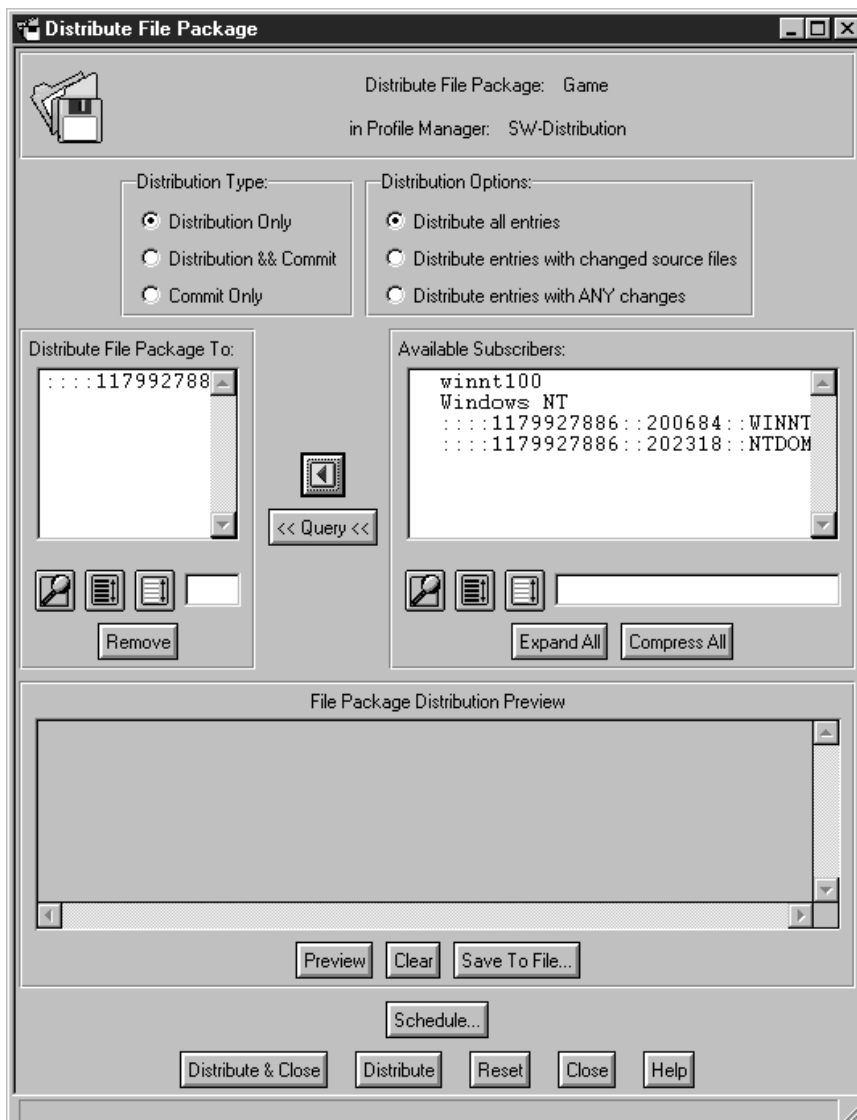 Distribute File Package
Distribute File Package: Game
in Profile Manager: SW-Distribution
Distribution Type:
Distribution Only
Distribution && Commit
Commit Only
Distribution Options:
Distribute all entries
Distribute entries with changed source files
Distribute entries with ANY changes
Distribute File Package To:
::::117992788
<< Query <<
Remove
Available Subscribers:
winnt100
Windows NT
::::1179927886::200684::WINNT
::::1179927886::202318::NTDOM
Expand All Compress All
File Package Distribution Preview
Preview Clear Save To File...
Schedule...
Distribute & Close Distribute Reset Close Help